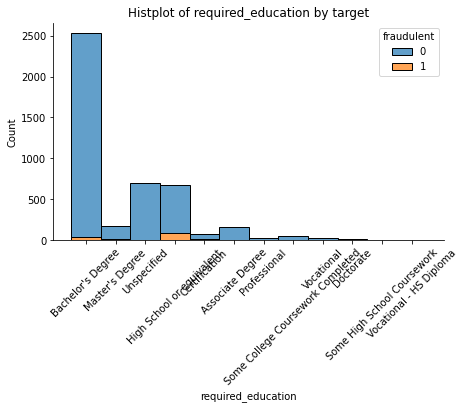 Histplot of required_education by target
fraudulent
0
1
2500
2000
1500
1000
500
0
Count
Bachelor's Degree
Master's Degree
Unspecified
High School or equivalent
Certification
Associate Degree
Professional
Some College Coursework Completed
Vocational
Doctorate
Some High School Coursework
Vocational - HS Diploma
required_education